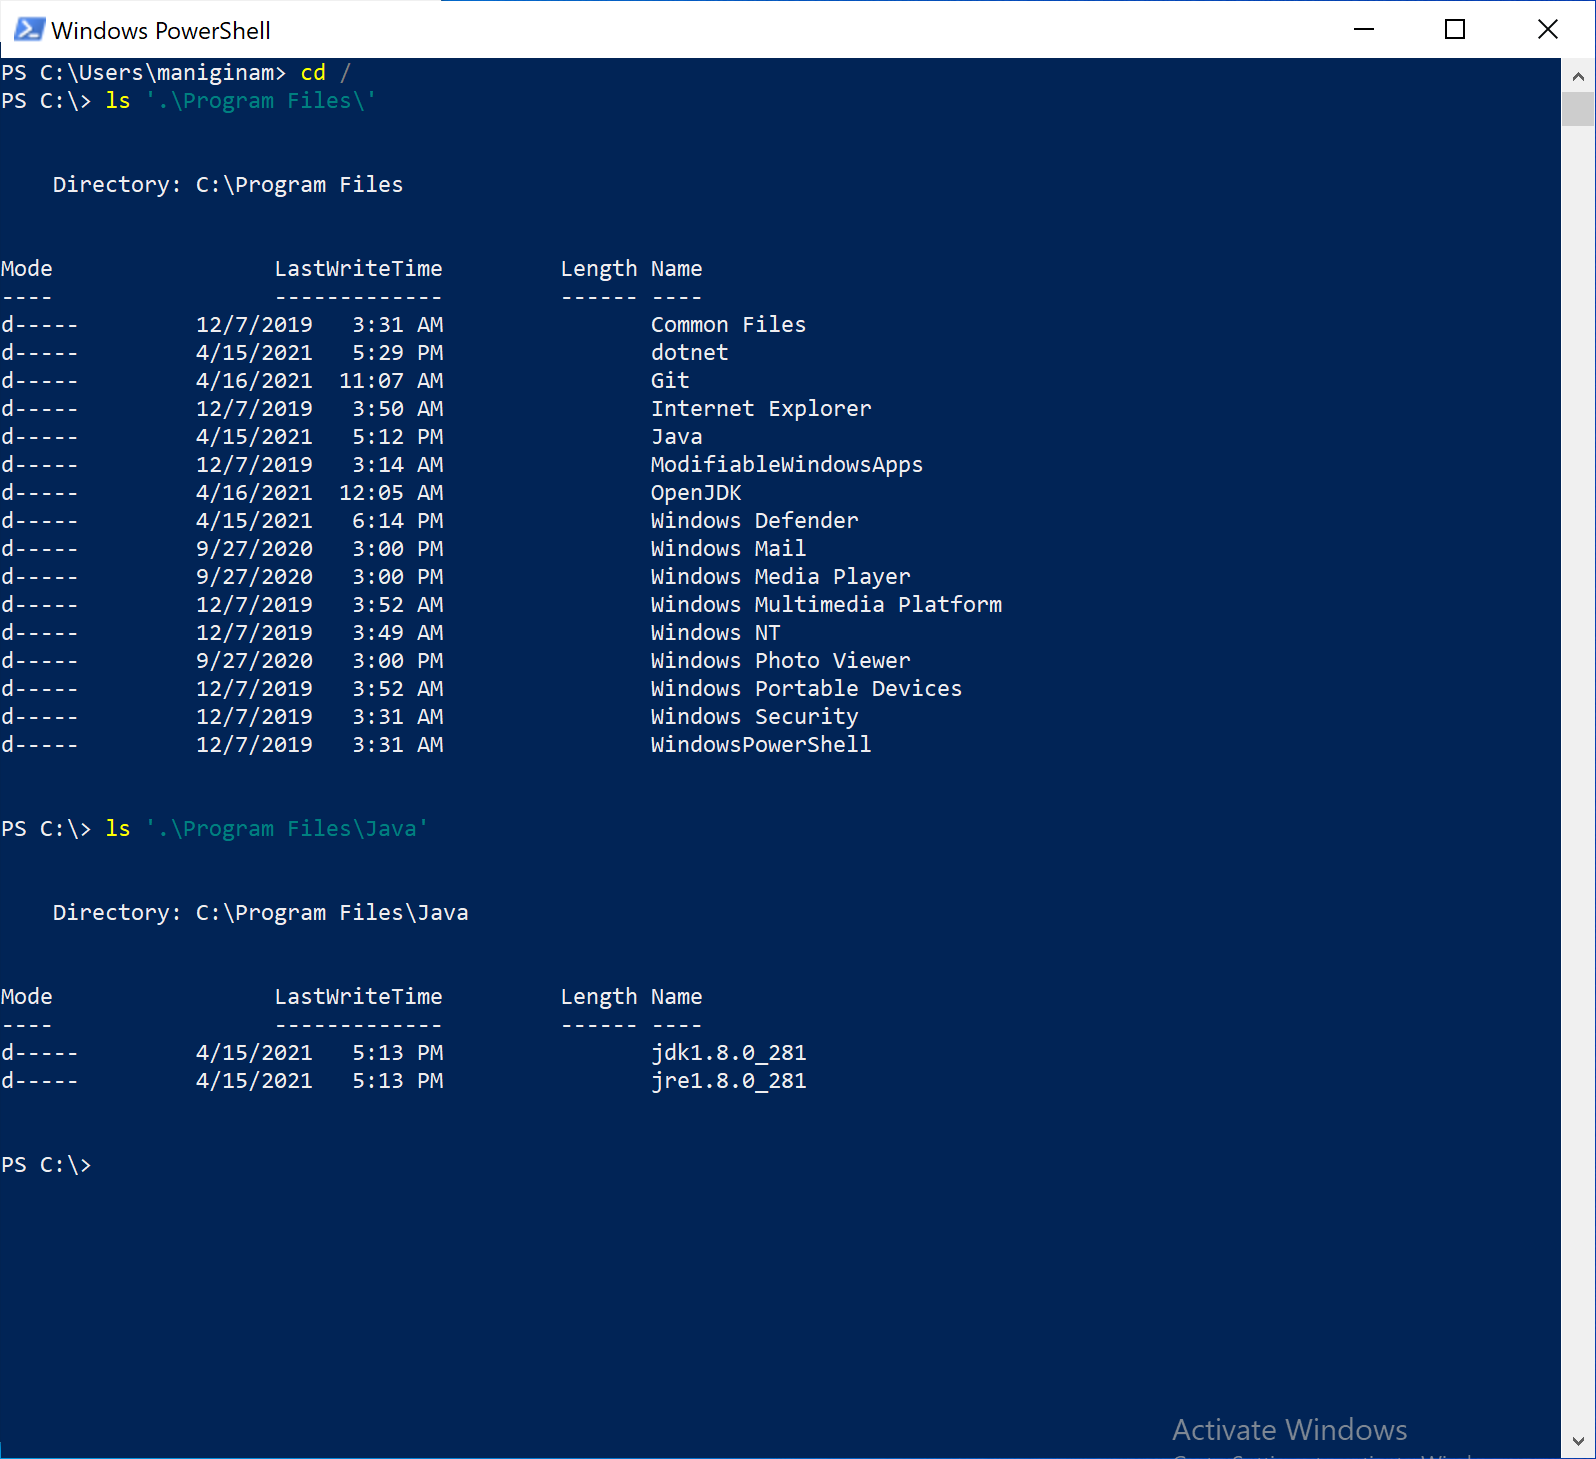 Windows PowerShell
PS C:\Users\maniginam> cd /
PS C:\> ls '.\Program Files\'
Directory: C:\Program Files
Mode                 LastWriteTime         Length Name
----                 -------------         ------ ----
d-----         12/7/2019   3:31 AM                Common Files
d-----         4/15/2021   5:29 PM                dotnet
d-----         4/16/2021  11:07 AM                Git
d-----         12/7/2019   3:50 AM                Internet Explorer
d-----         4/15/2021   5:12 PM                Java
d-----         12/7/2019   3:14 AM                ModifiableWindowsApps
d-----         4/16/2021  12:05 AM                OpenJDK
d-----         4/15/2021   6:14 PM                Windows Defender
d-----         9/27/2020   3:00 PM                Windows Mail
d-----         9/27/2020   3:00 PM                Windows Media Player
d-----         12/7/2019   3:52 AM                Windows Multimedia Platform
d-----         12/7/2019   3:49 AM                Windows NT
d-----         9/27/2020   3:00 PM                Windows Photo Viewer
d-----         12/7/2019   3:52 AM                Windows Portable Devices
d-----         12/7/2019   3:31 AM                Windows Security
d-----         12/7/2019   3:31 AM                WindowsPowerShell
PS C:\> ls '.\Program Files\Java'
Directory: C:\Program Files\Java
Mode                 LastWriteTime         Length Name
----                 -------------         ------ ----
d-----         4/15/2021   5:13 PM                jdk1.8.0_281
d-----         4/15/2021   5:13 PM                jre1.8.0_281
PS C:\>
Activate Windows